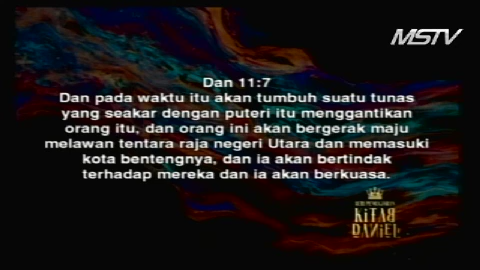 MSTV
Dan 11:7
Dan pada waktu itu akan tumbuh suatu tunas
yang seakar dengan puteri itu menggantikan
orang itu, dan orang ini akan bergerak maju
melawan tentara raja negeri Utara dan memasuki
kota bentengnya, dan ia akan bertindak
terhadap mereka dan ia akan berkuasa.
KITAB
DANIEL